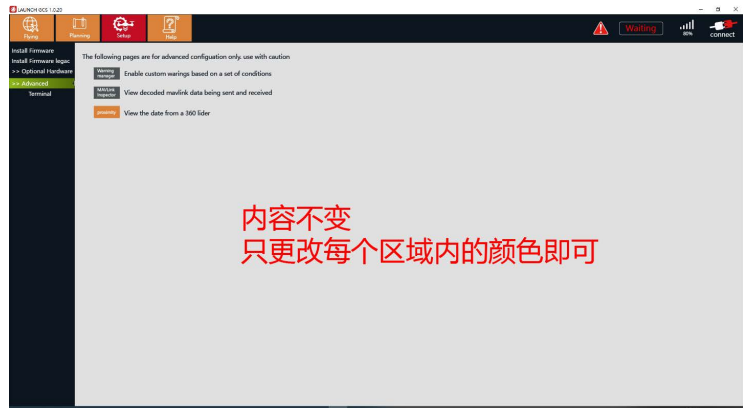 LAUNCH GCS 1.0.20
Flying
Planning
Setup
Help
Waiting
80%
connect
Install Firmware
Install Firmware legac
>> Optional Hardware
>> Advanced
Terminal
The following pages are for advanced configuation only. use with caution
Warning manager
Enable custom warings based on a set of conditions
MAVLink Inspector
View decoded mavlink data being sent and received
proximity
View the date from a 360 lider
内容不变
只更改每个区域内的颜色即可